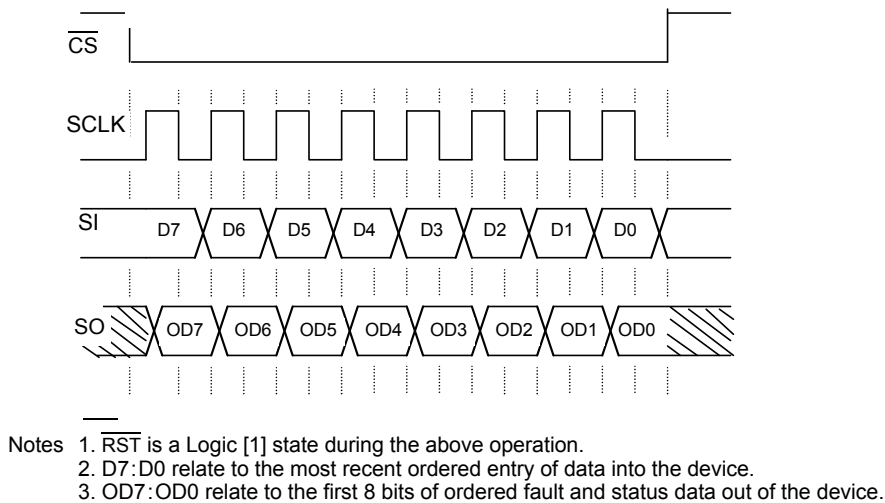 CS
SCLK
SI D7 D6 D5 D4 D3 D2 D1 D0
SO OD7 OD6 OD5 OD4 OD3 OD2 OD1 OD0
Notes 1. RST is a Logic [1] state during the above operation.
2. D7:D0 relate to the most recent ordered entry of data into the device.
3. OD7:OD0 relate to the first 8 bits of ordered fault and status data out of the device.